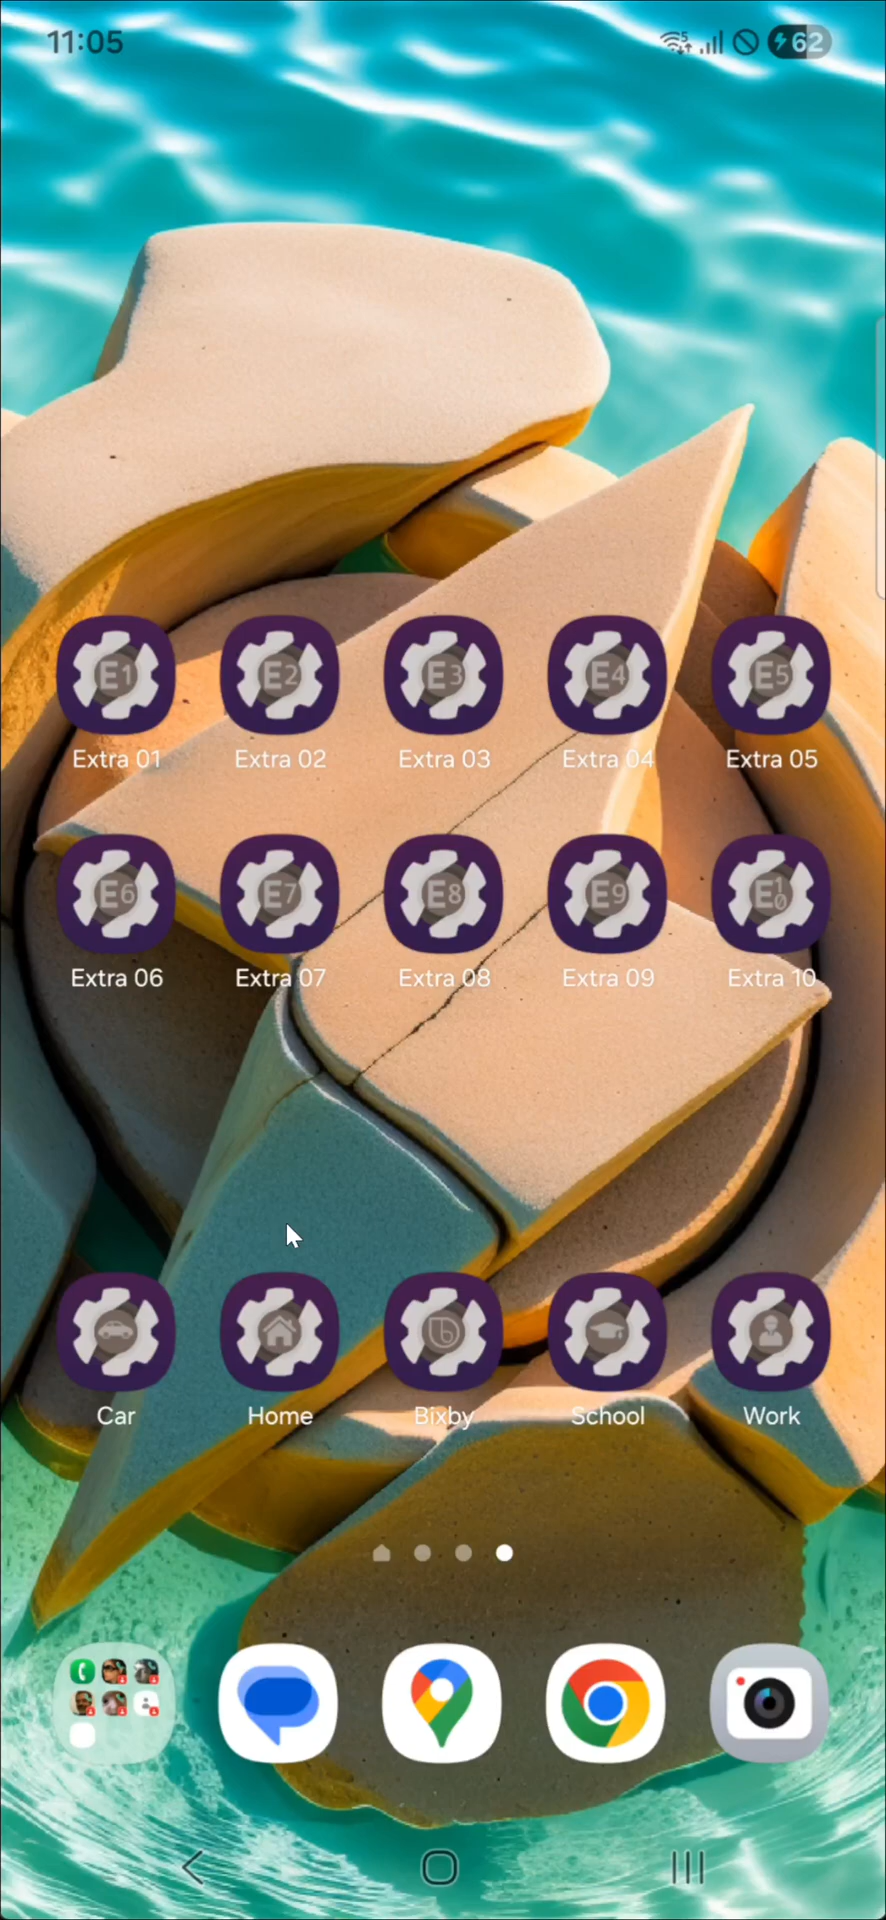 11:05
5
62
E1 E2 E3 E4 E5
Extra 01 Extra 02 Extra 03 Extra 04 Extra 05
E6 E7 E8 E9 E10
Extra 06 Extra 07 Extra 08 Extra 09 Extra 10
Car Home Bixby School Work